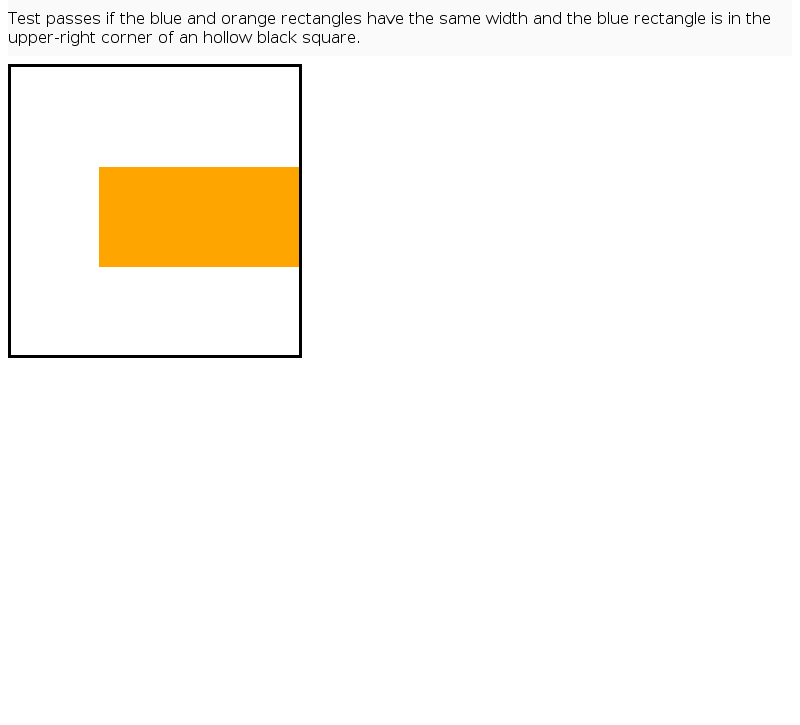 Test passes if the blue and orange rectangles have the same width and the blue rectangle is in the
upper-right corner of an hollow black square.